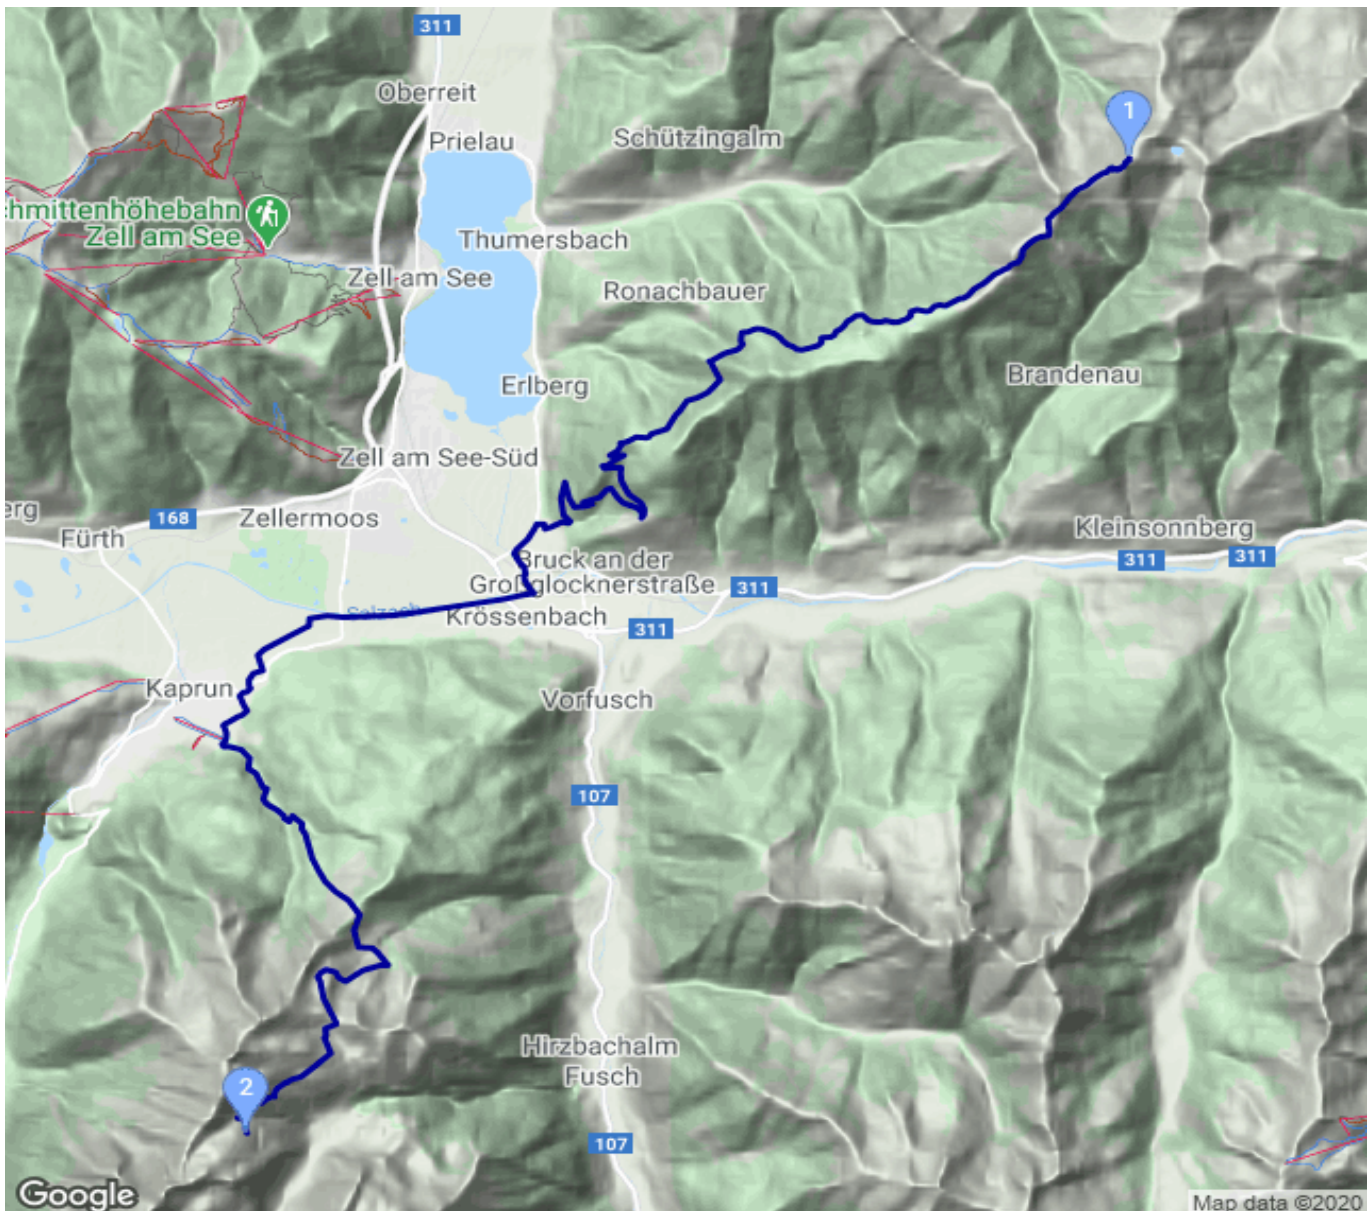 311
Oberreit
Prielau
Schützingalm
1
chmittenhöhebahn
Zell am See
Thumersbach
Zell am See
Ronachbauer
Erlberg
Brandenau
Zell am See-Süd
erg
168
Zellermoos
Fürth
Kleinsonnberg
311
311
Bruck an der
Großglocknerstraße
311
Salzach
Krössenbach
311
Kaprun
Vorfusch
107
Hirzbachalm
Fusch
2
107
Google
Map data ©2020